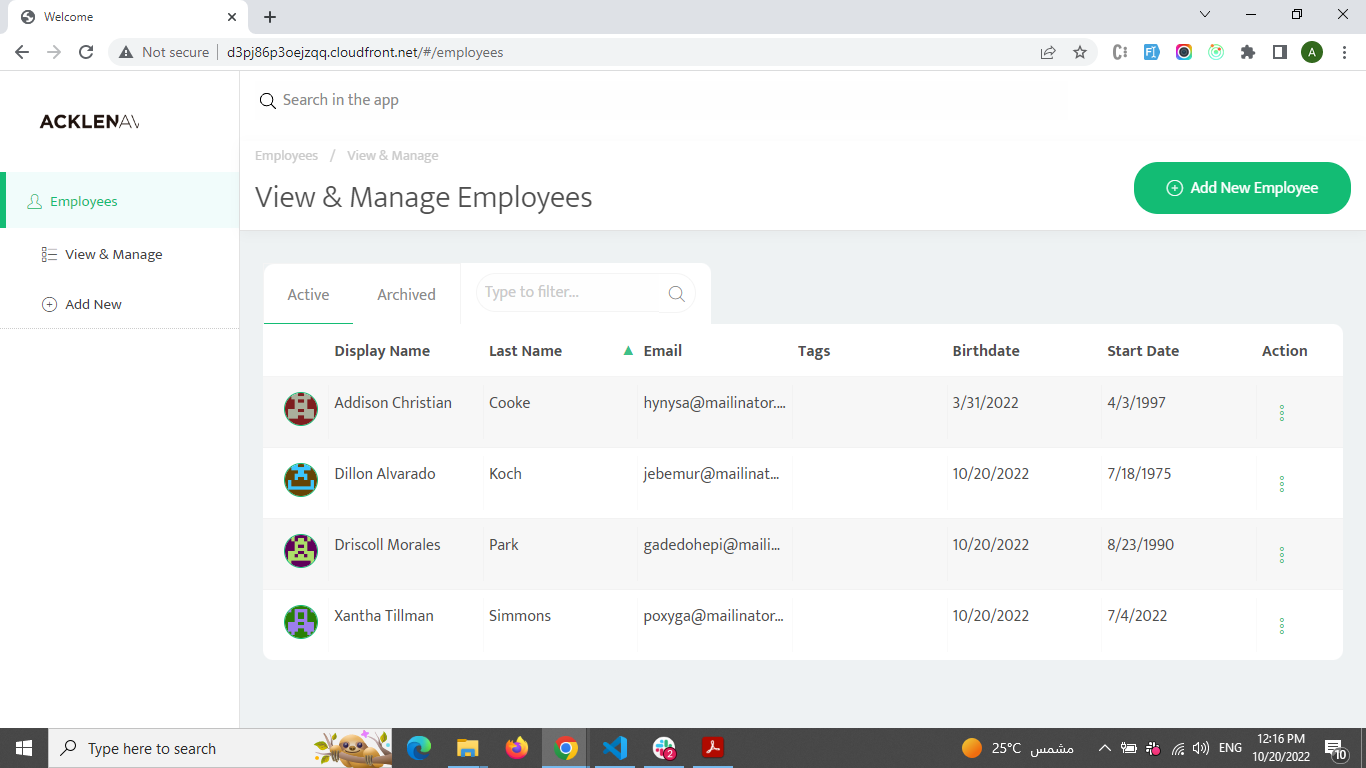 Welcome
Not secure
d3pj86p3oejzqq.cloudfront.net/#/employees
A
ACKLENAV
Search in the app
Employees / View & Manage
View & Manage Employees
Add New Employee
Employees
View & Manage
Add New
Active
Archived
Type to filter...
Display Name Last Name Email Tags Birthdate Start Date Action
Addison Christian Cooke hynysa@mailinator.... 3/31/2022 4/3/1997
Dillon Alvarado Koch jebemur@mailinat... 10/20/2022 7/18/1975
Driscoll Morales Park gadedohepi@maili... 10/20/2022 8/23/1990
Xantha Tillman Simmons poxyga@mailinator... 10/20/2022 7/4/2022
Type here to search
2
25°C مشمس
ENG
12:16 PM
10/20/2022
10